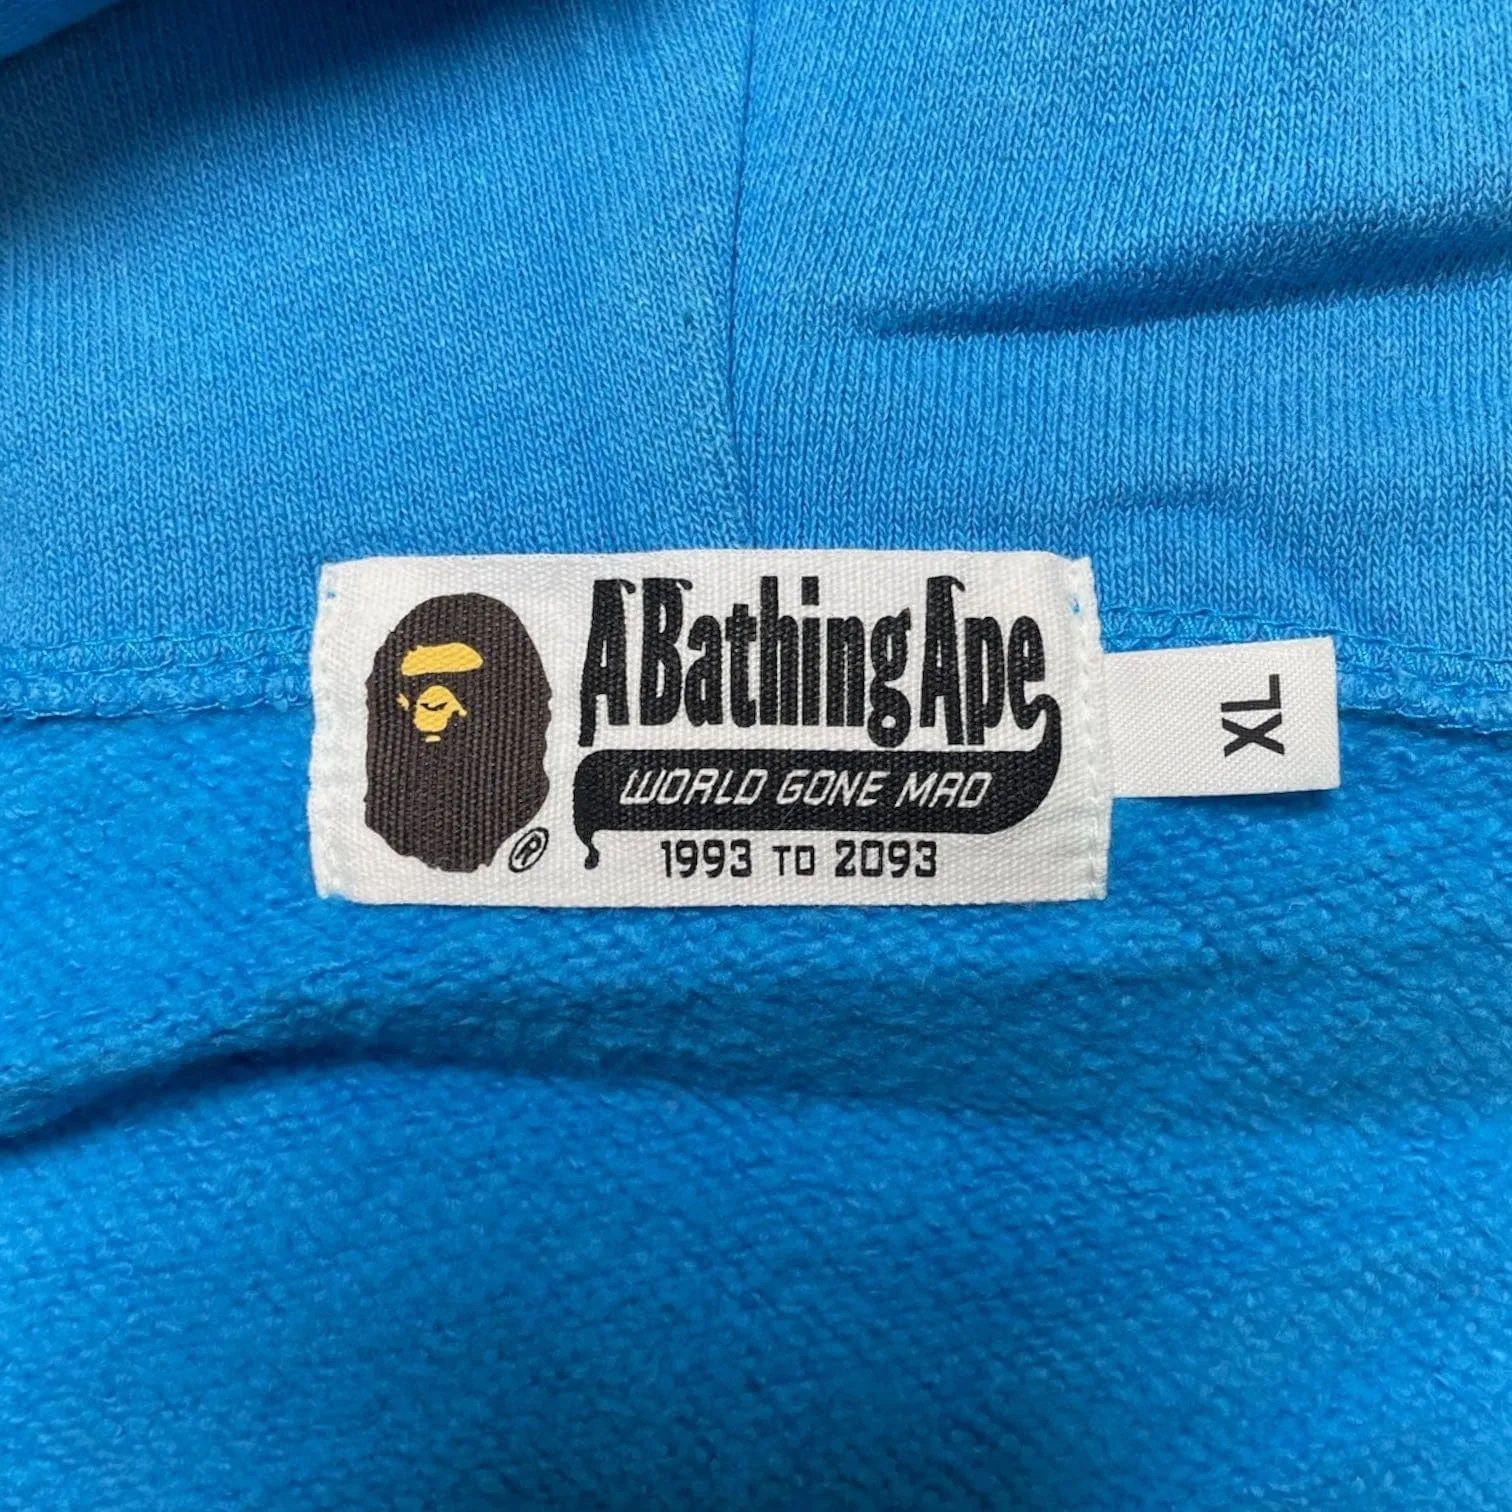 A Bathing Ape
WORLD GONE MAD
1993 TO 2093
®
XL